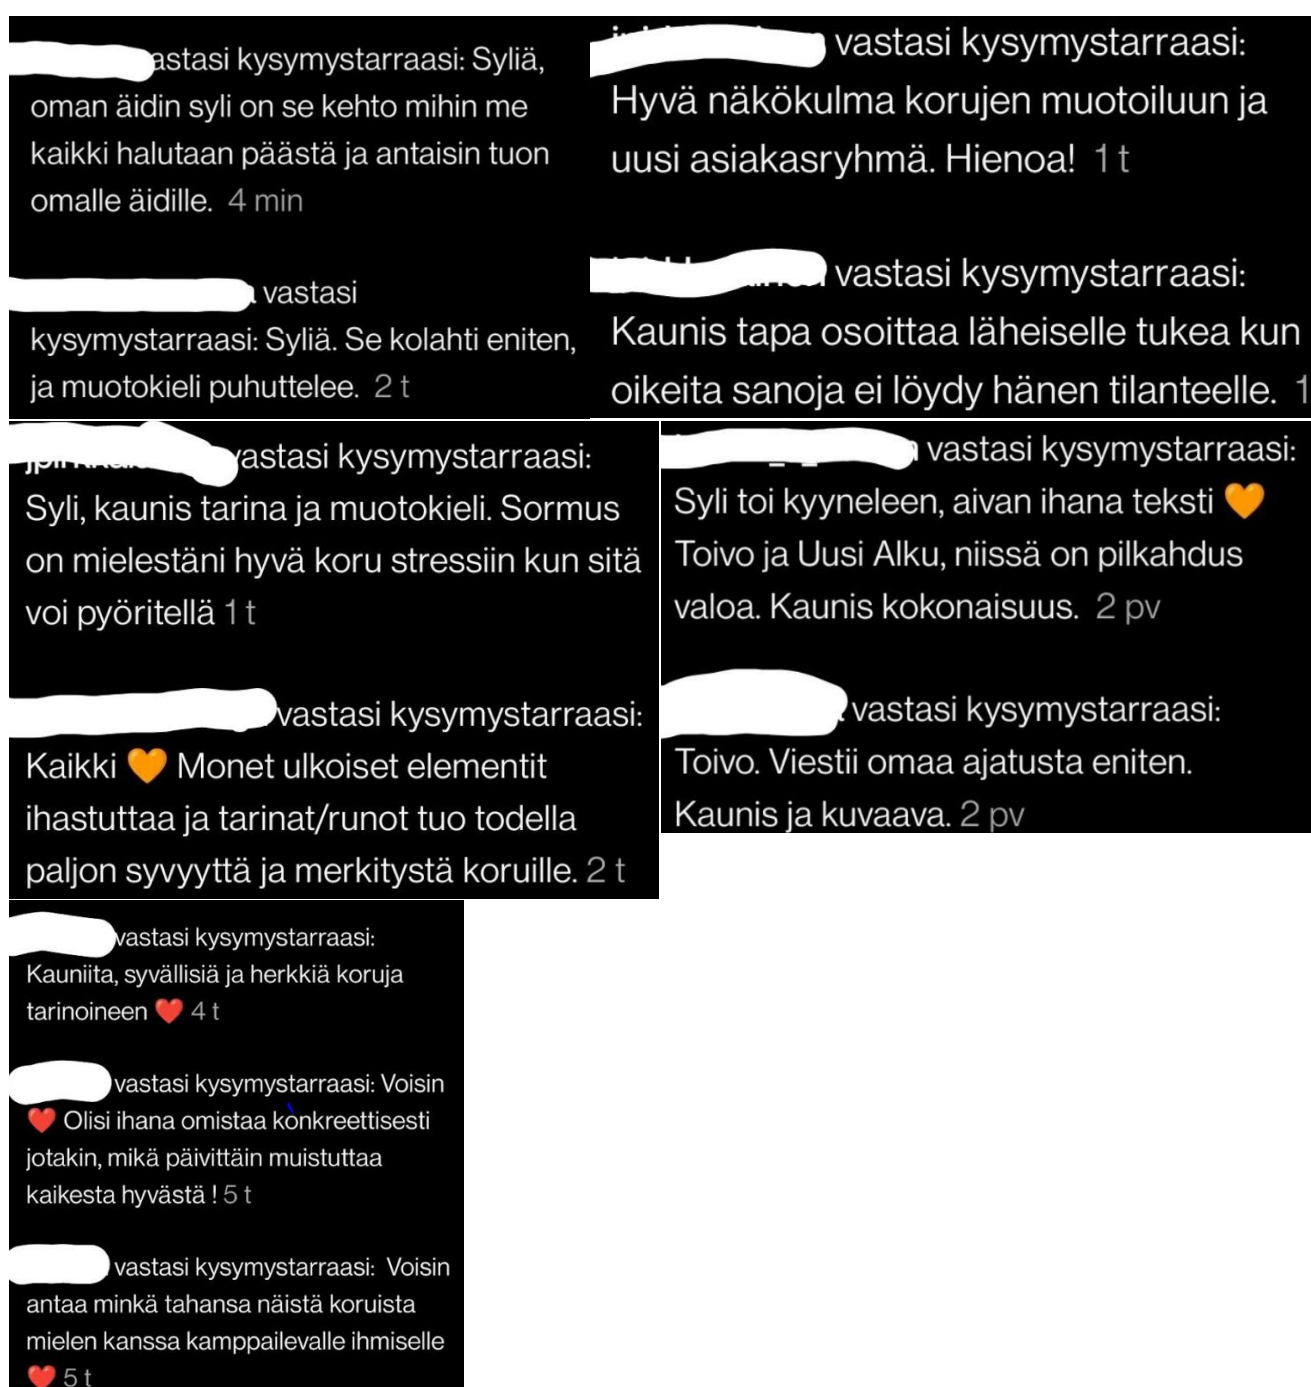 vastasi kysymystarraasi: Syliä,
oman äidin syli on se kehto mihin me
kaikki halutaan päästä ja antaisin tuon
omalle äidille. 4 min
vastasi
kysymystarraasi: Syliä. Se kolahti eniten,
ja muotokieli puhuttelee. 2 t
vastasi kysymystarraasi:
Hyvä näkökulma korujen muotoiluun ja
uusi asiakasryhmä. Hienoa! 1 t
vastasi kysymystarraasi:
Kaunis tapa osoittaa läheiselle tukea kun
oikeita sanoja ei löydy hänen tilanteelle. 1
vastasi kysymystarraasi:
Syli, kaunis tarina ja muotokieli. Sormus
on mielestäni hyvä koru stressiin kun sitä
voi pyöritellä 1 t
vastasi kysymystarraasi:
Kaikki 🧡 Monet ulkoiset elementit
ihastuttaa ja tarinat/runot tuo todella
paljon syvyyttä ja merkitystä koruille. 2 t
vastasi kysymystarraasi:
Syli toi kyyneleen, aivan ihana teksti 🧡
Toivo ja Uusi Alku, niissä on pilkahdus
valoa. Kaunis kokonaisuus. 2 pv
vastasi kysymystarraasi:
Toivo. Viestii omaa ajatusta eniten.
Kaunis ja kuvaava. 2 pv
vastasi kysymystarraasi:
Kauniita, syvällisiä ja herkkiä koruja
tarinoineen ❤️ 4 t
vastasi kysymystarraasi: Voisin
❤️ Olisi ihana omistaa konkreettisesti
jotakin, mikä päivittäin muistuttaa
kaikesta hyvästä ! 5 t
vastasi kysymystarraasi: Voisin
antaa minkä tahansa näistä koruista
mielen kanssa kamppailevalle ihmiselle
❤️ 5 t